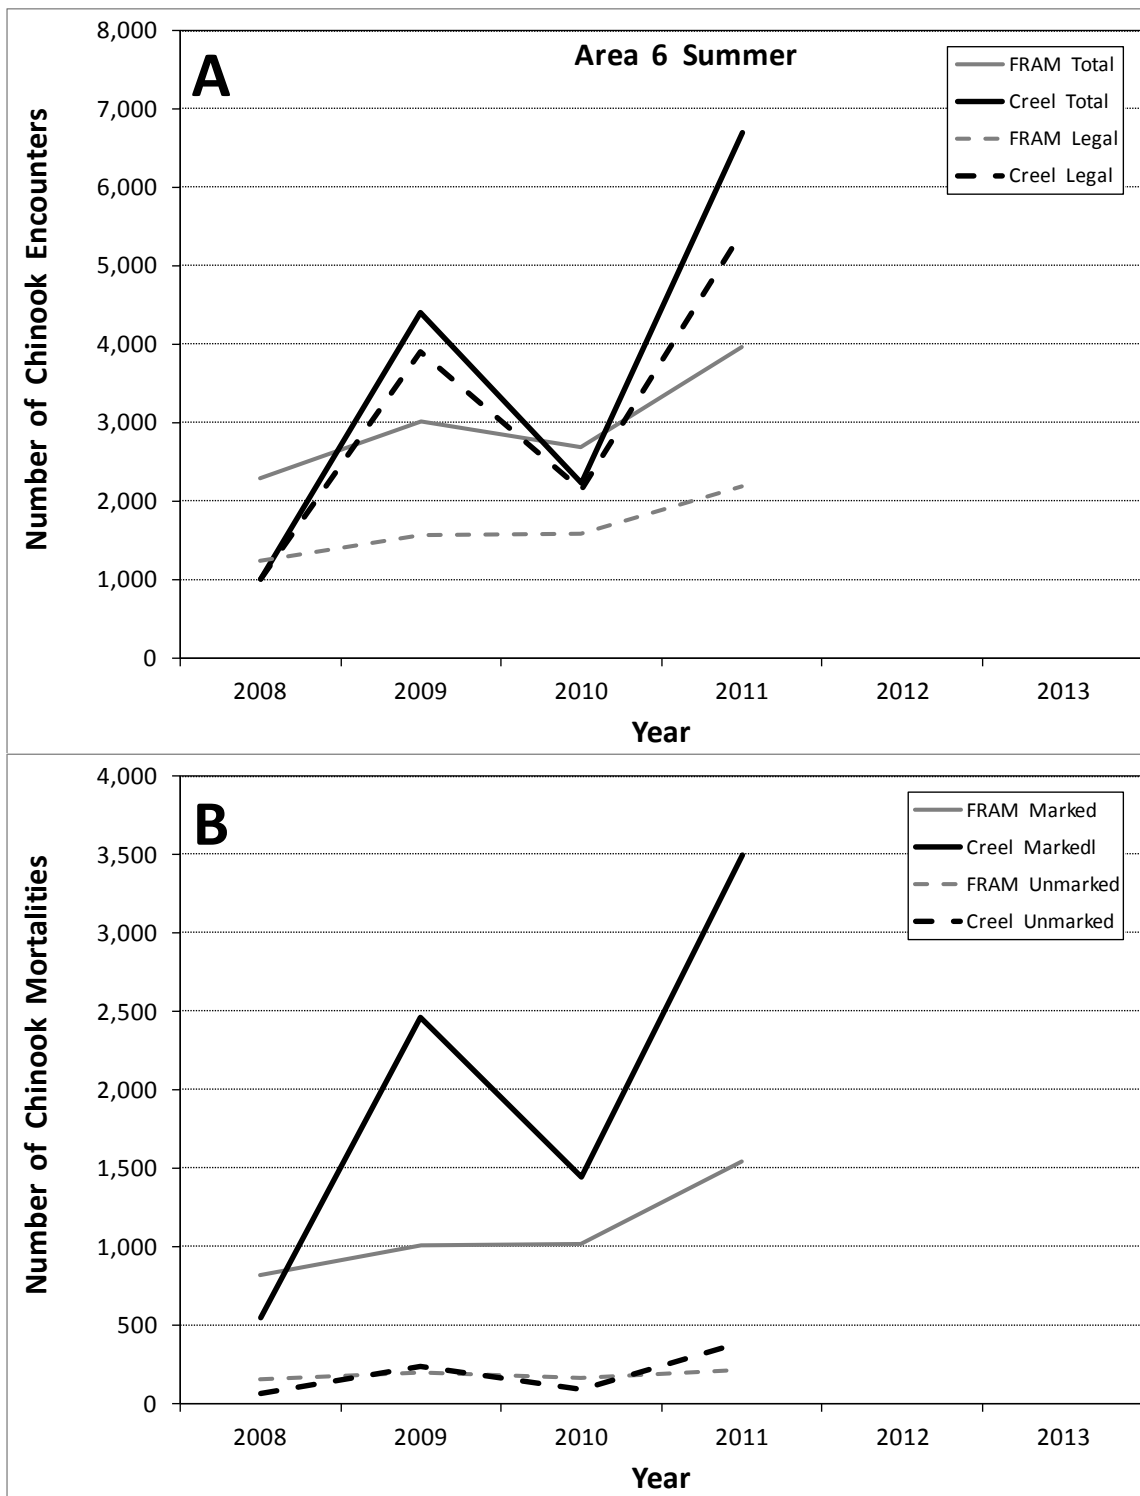 A
Area 6 Summer
FRAM Total
Creel Total
FRAM Legal
Creel Legal
8,000
7,000
6,000
5,000
4,000
3,000
2,000
1,000
0
Number of Chinook Encounters
2008 2009 2010 2011 2012 2013
Year
B
FRAM Marked
Creel Markedl
FRAM Unmarked
Creel Unmarked
4,000
3,500
3,000
2,500
2,000
1,500
1,000
500
0
Number of Chinook Mortalities
2008 2009 2010 2011 2012 2013
Year